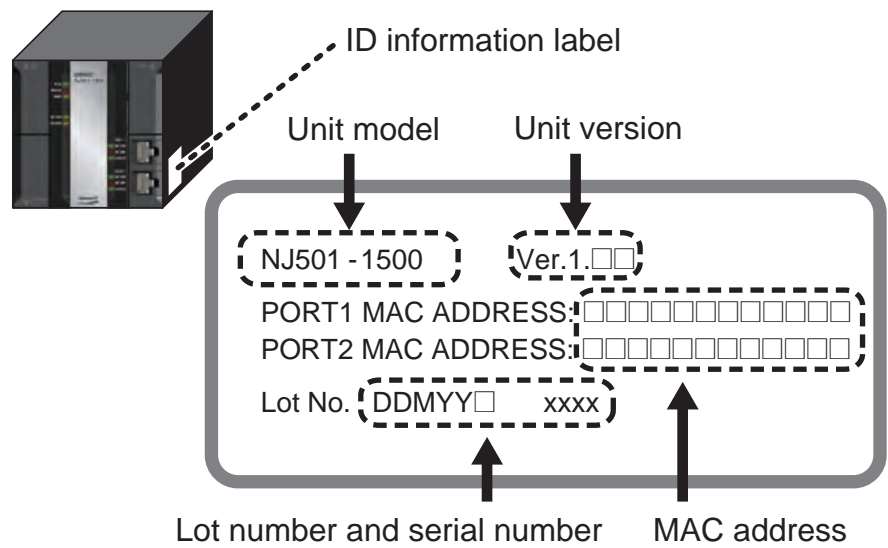 ID information label
Unit model Unit version
NJ501 - 1500 Ver.1.□□
PORT1 MAC ADDRESS: □□□□□□□□□□□□
PORT2 MAC ADDRESS: □□□□□□□□□□□□
Lot No. DDMYY□ xxxx
Lot number and serial number MAC address